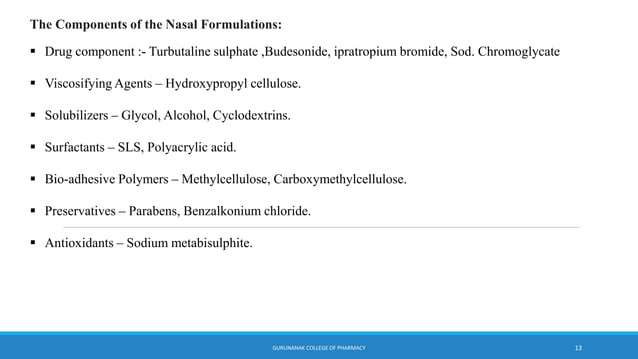 The Components of the Nasal Formulations:
▪ Drug component :- Turbutaline sulphate ,Budesonide, ipratropium bromide, Sod. Chromoglycate
▪ Viscosifying Agents – Hydroxypropyl cellulose.
▪ Solubilizers – Glycol, Alcohol, Cyclodextrins.
▪ Surfactants – SLS, Polyacrylic acid.
▪ Bio-adhesive Polymers – Methylcellulose, Carboxymethylcellulose.
▪ Preservatives – Parabens, Benzalkonium chloride.
▪ Antioxidants – Sodium metabisulphite.
GURUNANAK COLLEGE OF PHARMACY
13